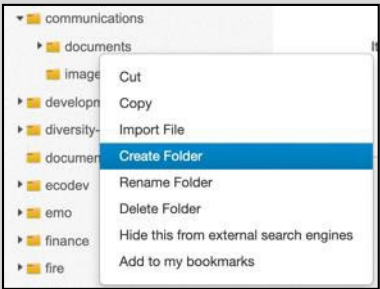 communications
documents
image
Cut
Copy
developm
Import File
diversity-
Create Folder
documen
Rename Folder
ecodev
Delete Folder
emo
Hide this from external search engines
finance
Add to my bookmarks
fire